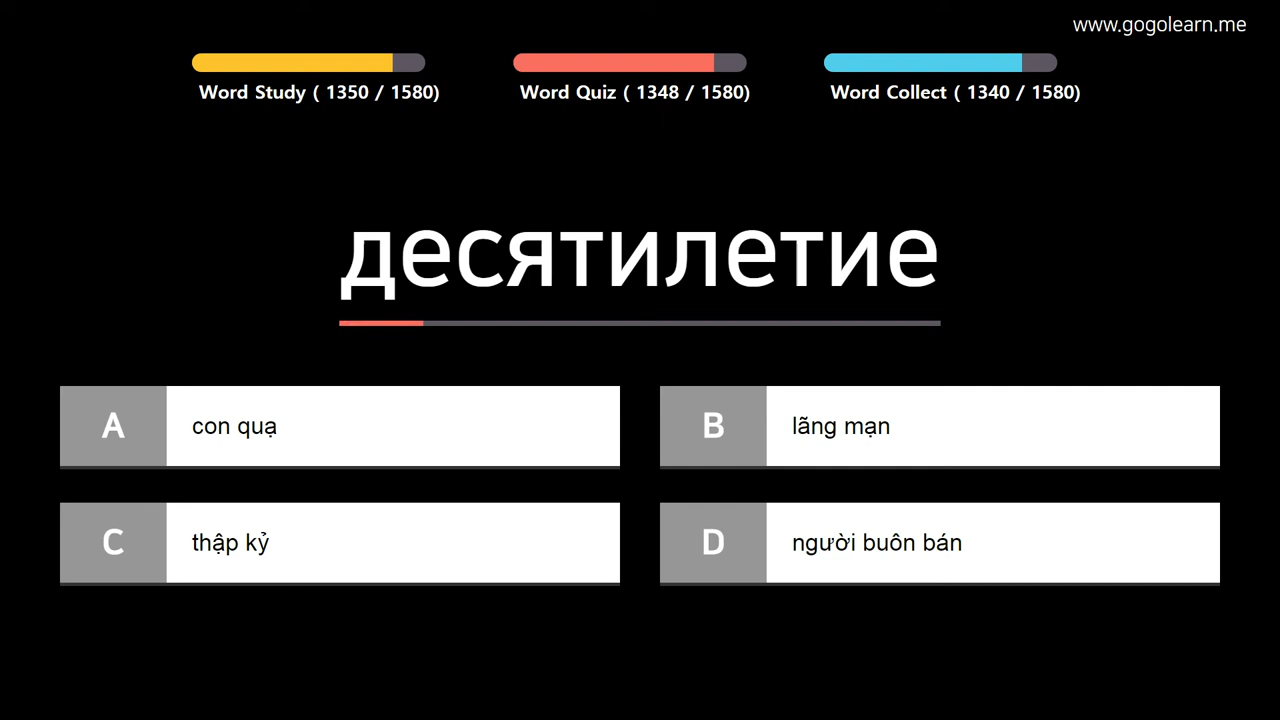 www.gogolearn.me
Word Study ( 1350 / 1580)
Word Quiz ( 1348 / 1580)
Word Collect ( 1340 / 1580)
десятилетие
A con quạ
B lãng mạn
C thập kỷ
D người buôn bán